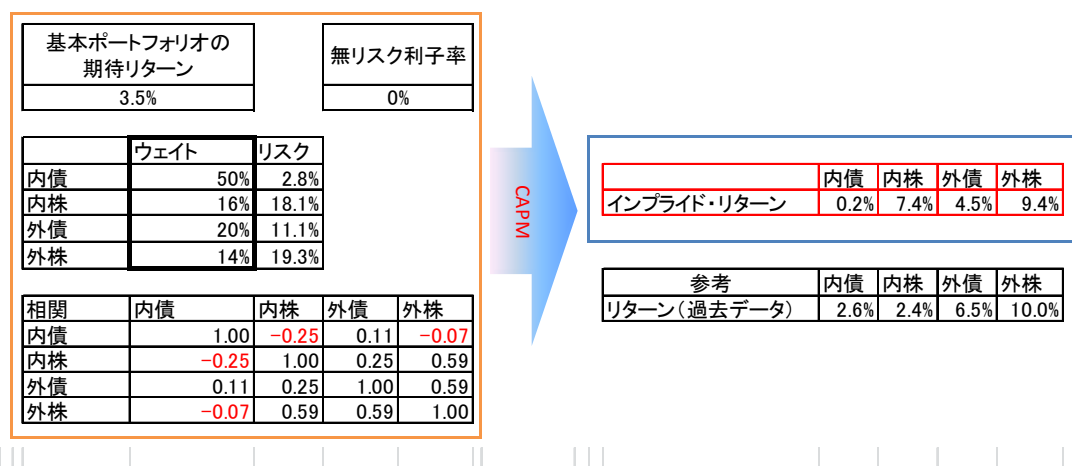 基本ポートフォリオの
期待リターン
3.5%
無リスク利子率
0%
ウェイト リスク
内債 50% 2.8%
内株 16% 18.1%
外債 20% 11.1%
外株 14% 19.3%
相関 内債 内株 外債 外株
内債 1.00 −0.25 0.11 −0.07
内株 −0.25 1.00 0.25 0.59
外債 0.11 0.25 1.00 0.59
外株 −0.07 0.59 0.59 1.00
CAPM
内債 内株 外債 外株
インプライド・リターン 0.2% 7.4% 4.5% 9.4%
参考 内債 内株 外債 外株
リターン(過去データ) 2.6% 2.4% 6.5% 10.0%